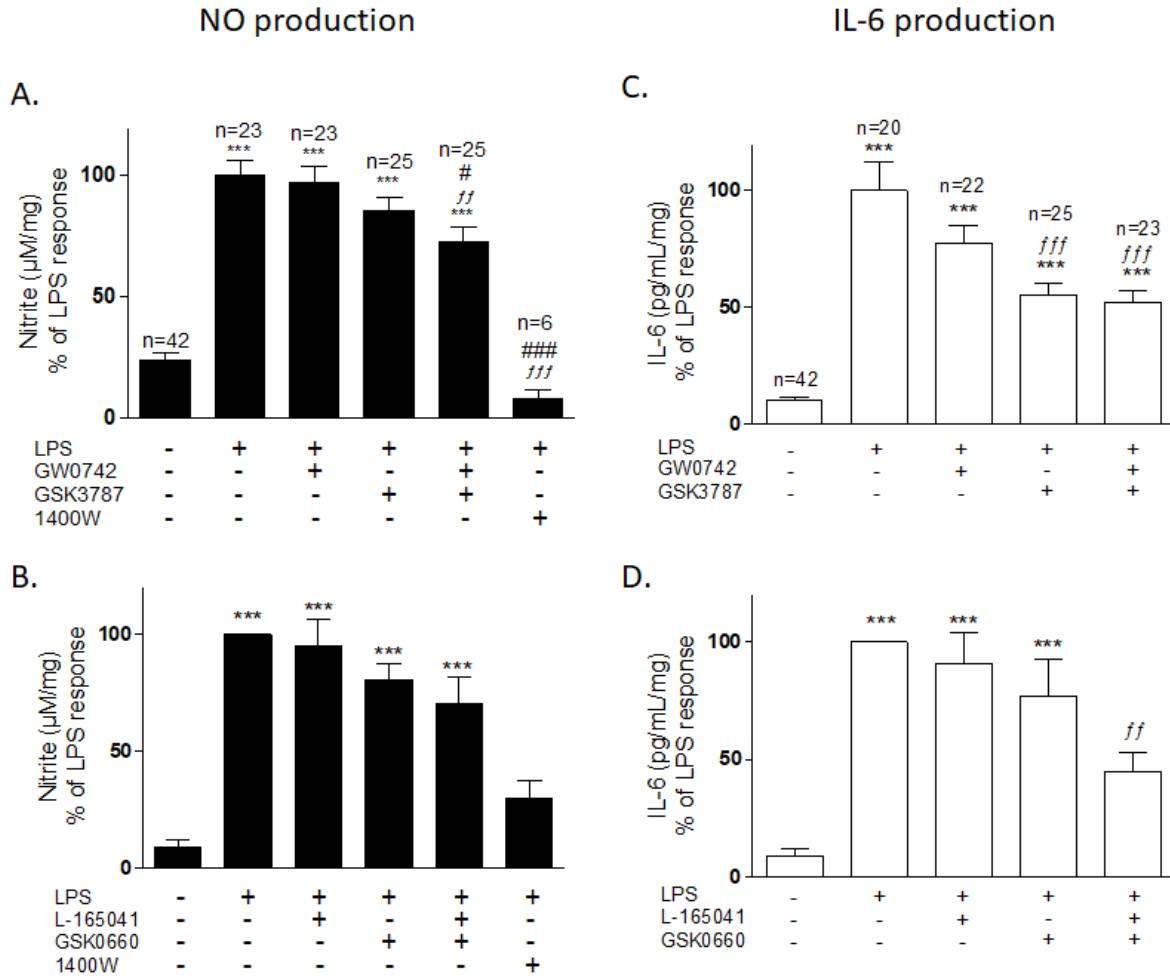 NO production
IL-6 production
A.
Nitrite (µM/mg)
% of LPS response
100
50
0
n=42
n=23
***
n=23
***
n=25
***
n=25
#
ƒƒ
***
n=6
###
ƒƒƒ
LPS - + + + + +
GW0742 - - + - + -
GSK3787 - - - + + -
1400W - - - - - +
C.
IL-6 (pg/mL/mg)
% of LPS response
100
50
0
n=42
n=20
***
n=22
***
n=25
ƒƒƒ
***
n=23
ƒƒƒ
***
LPS - + + + +
GW0742 - - + - +
GSK3787 - - - + +
B.
Nitrite (µM/mg)
% of LPS response
100
50
0
***
***
***
***
LPS - + + + + +
L-165041 - - + - + -
GSK0660 - - - + + -
1400W - - - - - +
D.
IL-6 (pg/mL/mg)
% of LPS response
100
50
0
***
***
***
ƒƒ
LPS - + + + +
L-165041 - - + - +
GSK0660 - - - + +